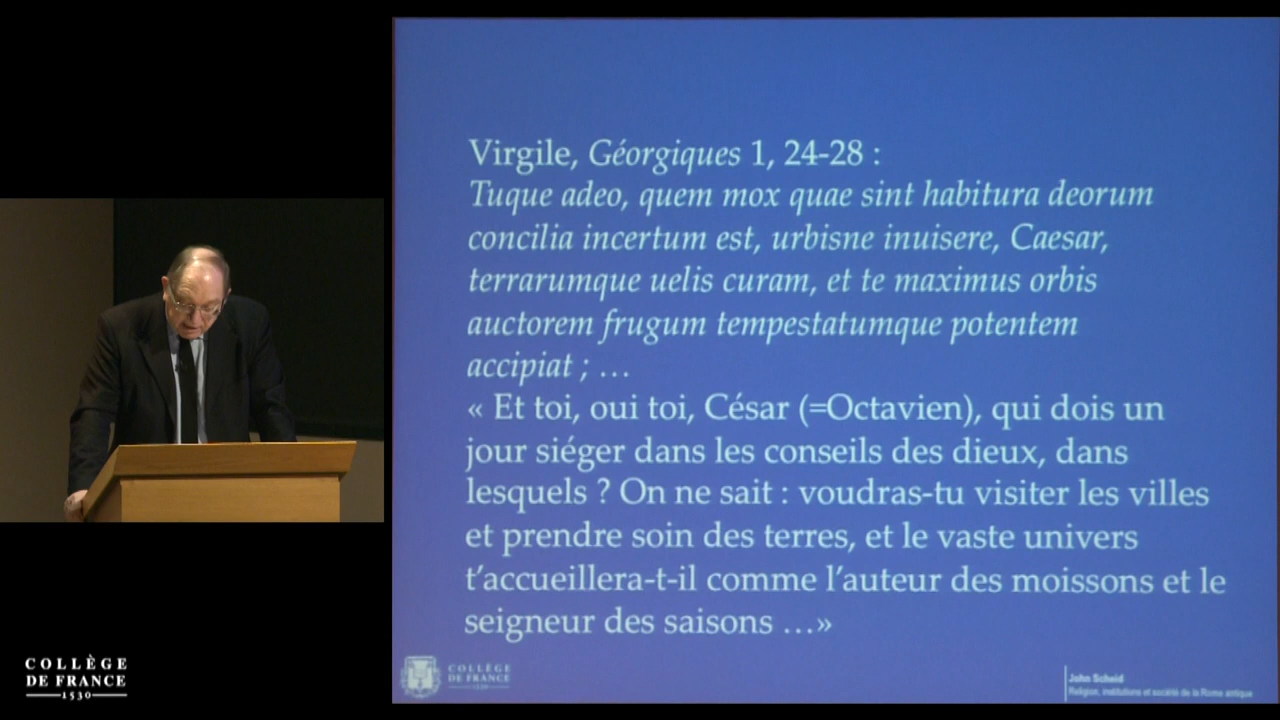 Virgile, Géorgiques 1, 24-28 :
Tuque adeo, quem mox quae sint habitura deorum
concilia incertum est, urbisne inuisere, Caesar,
terrarumque uelis curam, et te maximus orbis
auctorem frugum tempestatumque potentem
accipiat ; …
« Et toi, oui toi, César (=Octavien), qui dois un
jour siéger dans les conseils des dieux, dans
lesquels ? On ne sait : voudras-tu visiter les villes
et prendre soin des terres, et le vaste univers
t’accueillera-t-il comme l’auteur des moissons et le
seigneur des saisons …»
COLLÈGE
DE FRANCE
1530
COLLÈGE
DE FRANCE
1530
John Scheid
Religion, institutions et société de la Rome antique